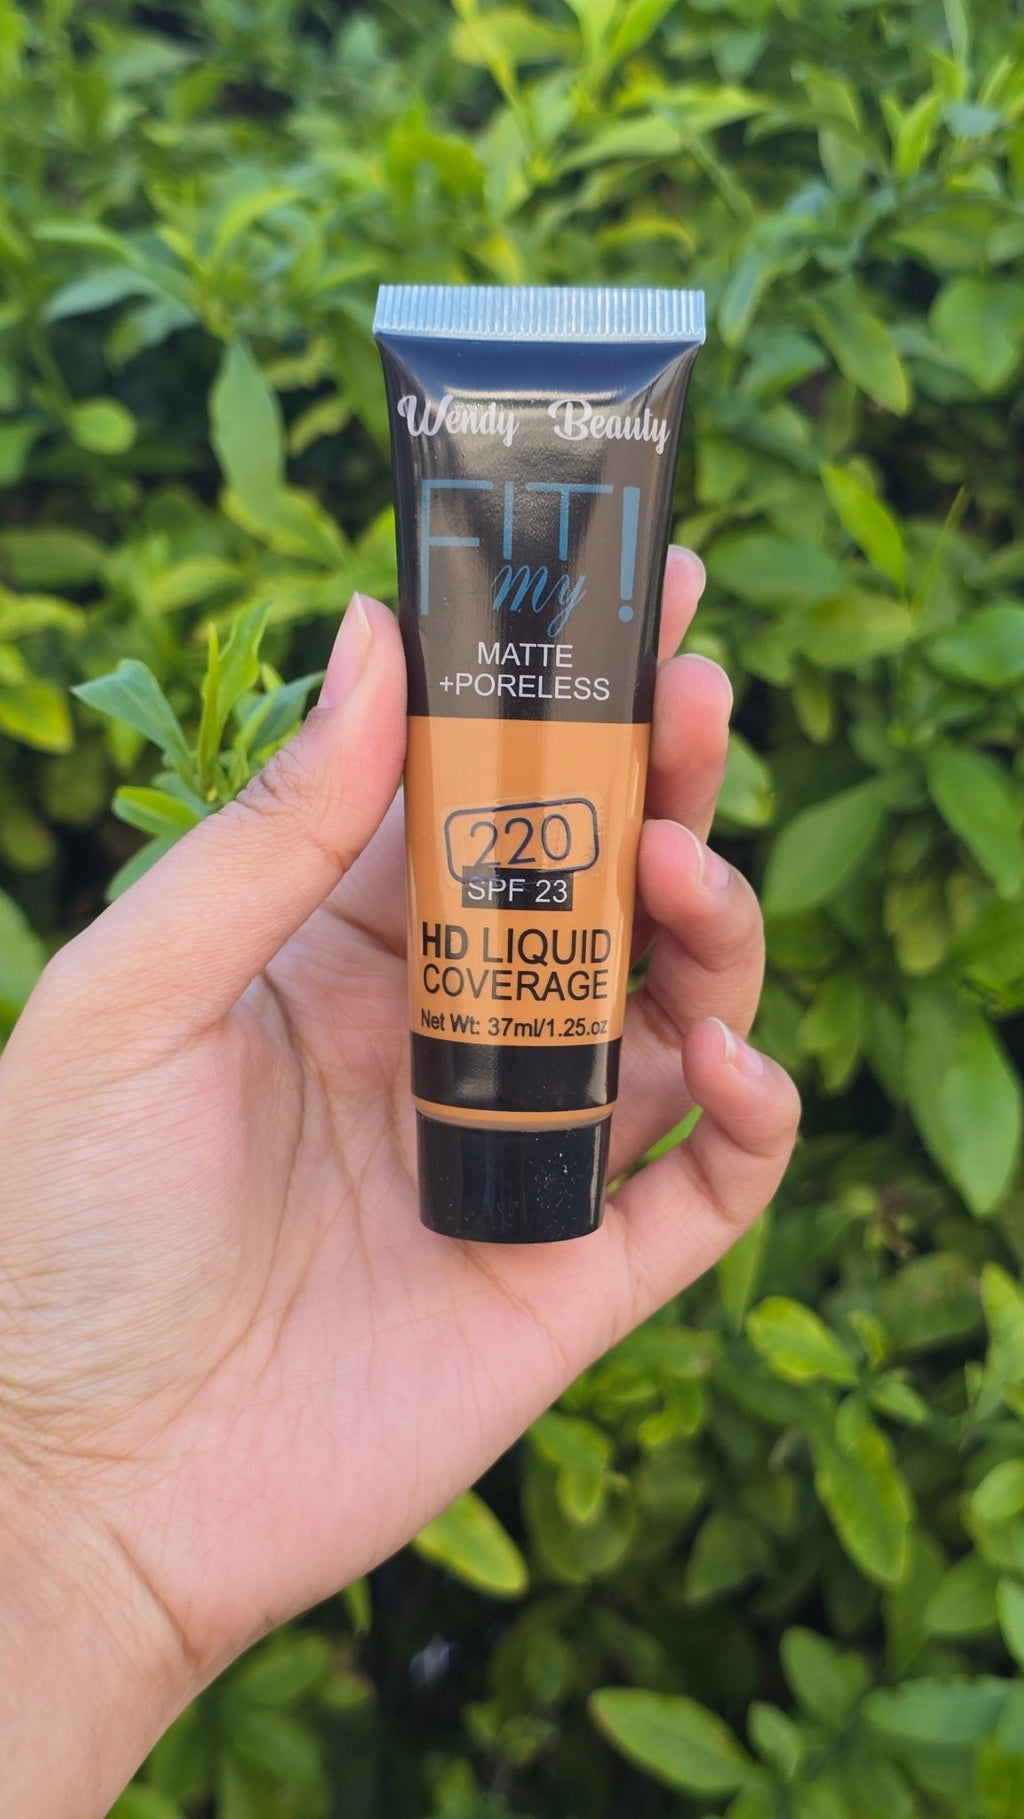 Wendy Beauty
FIT!
my
MATTE
+PORELESS
220
SPF 23
HD LIQUID
COVERAGE
Net Wt: 37ml/1.25.oz